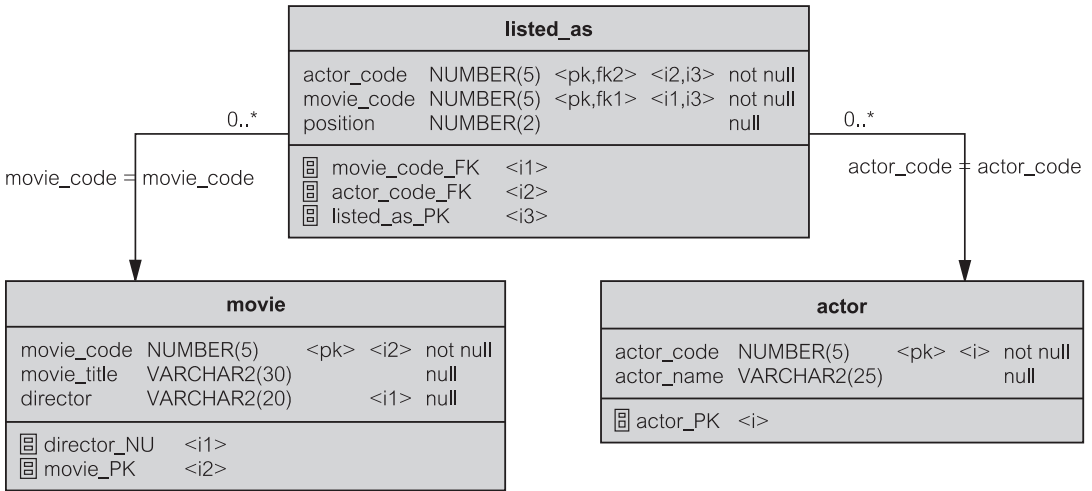 listed_as
actor_code NUMBER(5) <pk,fk2> <i2,i3> not null
movie_code NUMBER(5) <pk,fk1> <i1,i3> not null
position NUMBER(2) null
movie_code_FK <i1>
actor_code_FK <i2>
listed_as_PK <i3>
0..*
0..*
movie_code = movie_code
actor_code = actor_code
movie
movie_code NUMBER(5) <pk> <i2> not null
movie_title VARCHAR2(30) null
director VARCHAR2(20) <i1> null
director_NU <i1>
movie_PK <i2>
actor
actor_code NUMBER(5) <pk> <i> not null
actor_name VARCHAR2(25) null
actor_PK <i>